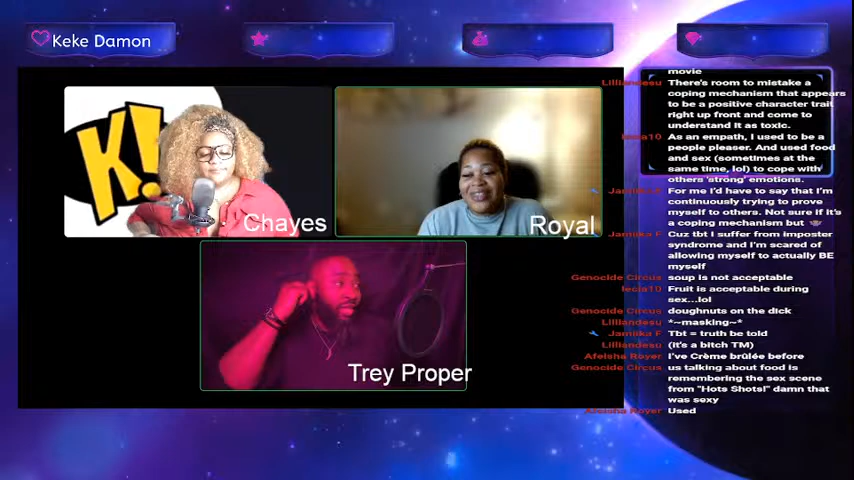 Keke Damon
K!
Chayes
Royal
Trey Proper
movie
Lilliandesu There's room to mistake a
coping mechanism that appears
to be a positive character trait
right up front and come to
understand it as toxic.
lecia10 As an empath, I used to be a
people pleaser. And used food
and sex (sometimes at the
same time, lol) to cope with
others 'strong' emotions.
Jamiika F For me I'd have to say that I'm
continuously trying to prove
myself to others. Not sure if it's
a coping mechanism but
Jamiika F Cuz tbt I suffer from imposter
syndrome and I'm scared of
allowing myself to actually BE
myself
Genocide Circus soup is not acceptable
lecia10 Fruit is acceptable during
sex...lol
Genocide Circus doughnuts on the dick
Lilliandesu *~masking~*
Jamiika F Tbt = truth be told
Lilliandesu (it's a bitch TM)
Afeisha Royer I've Crème brûlée before
Genocide Circus us talking about food is
remembering the sex scene
from "Hots Shots!" damn that
was sexy
Afeisha Royer Used